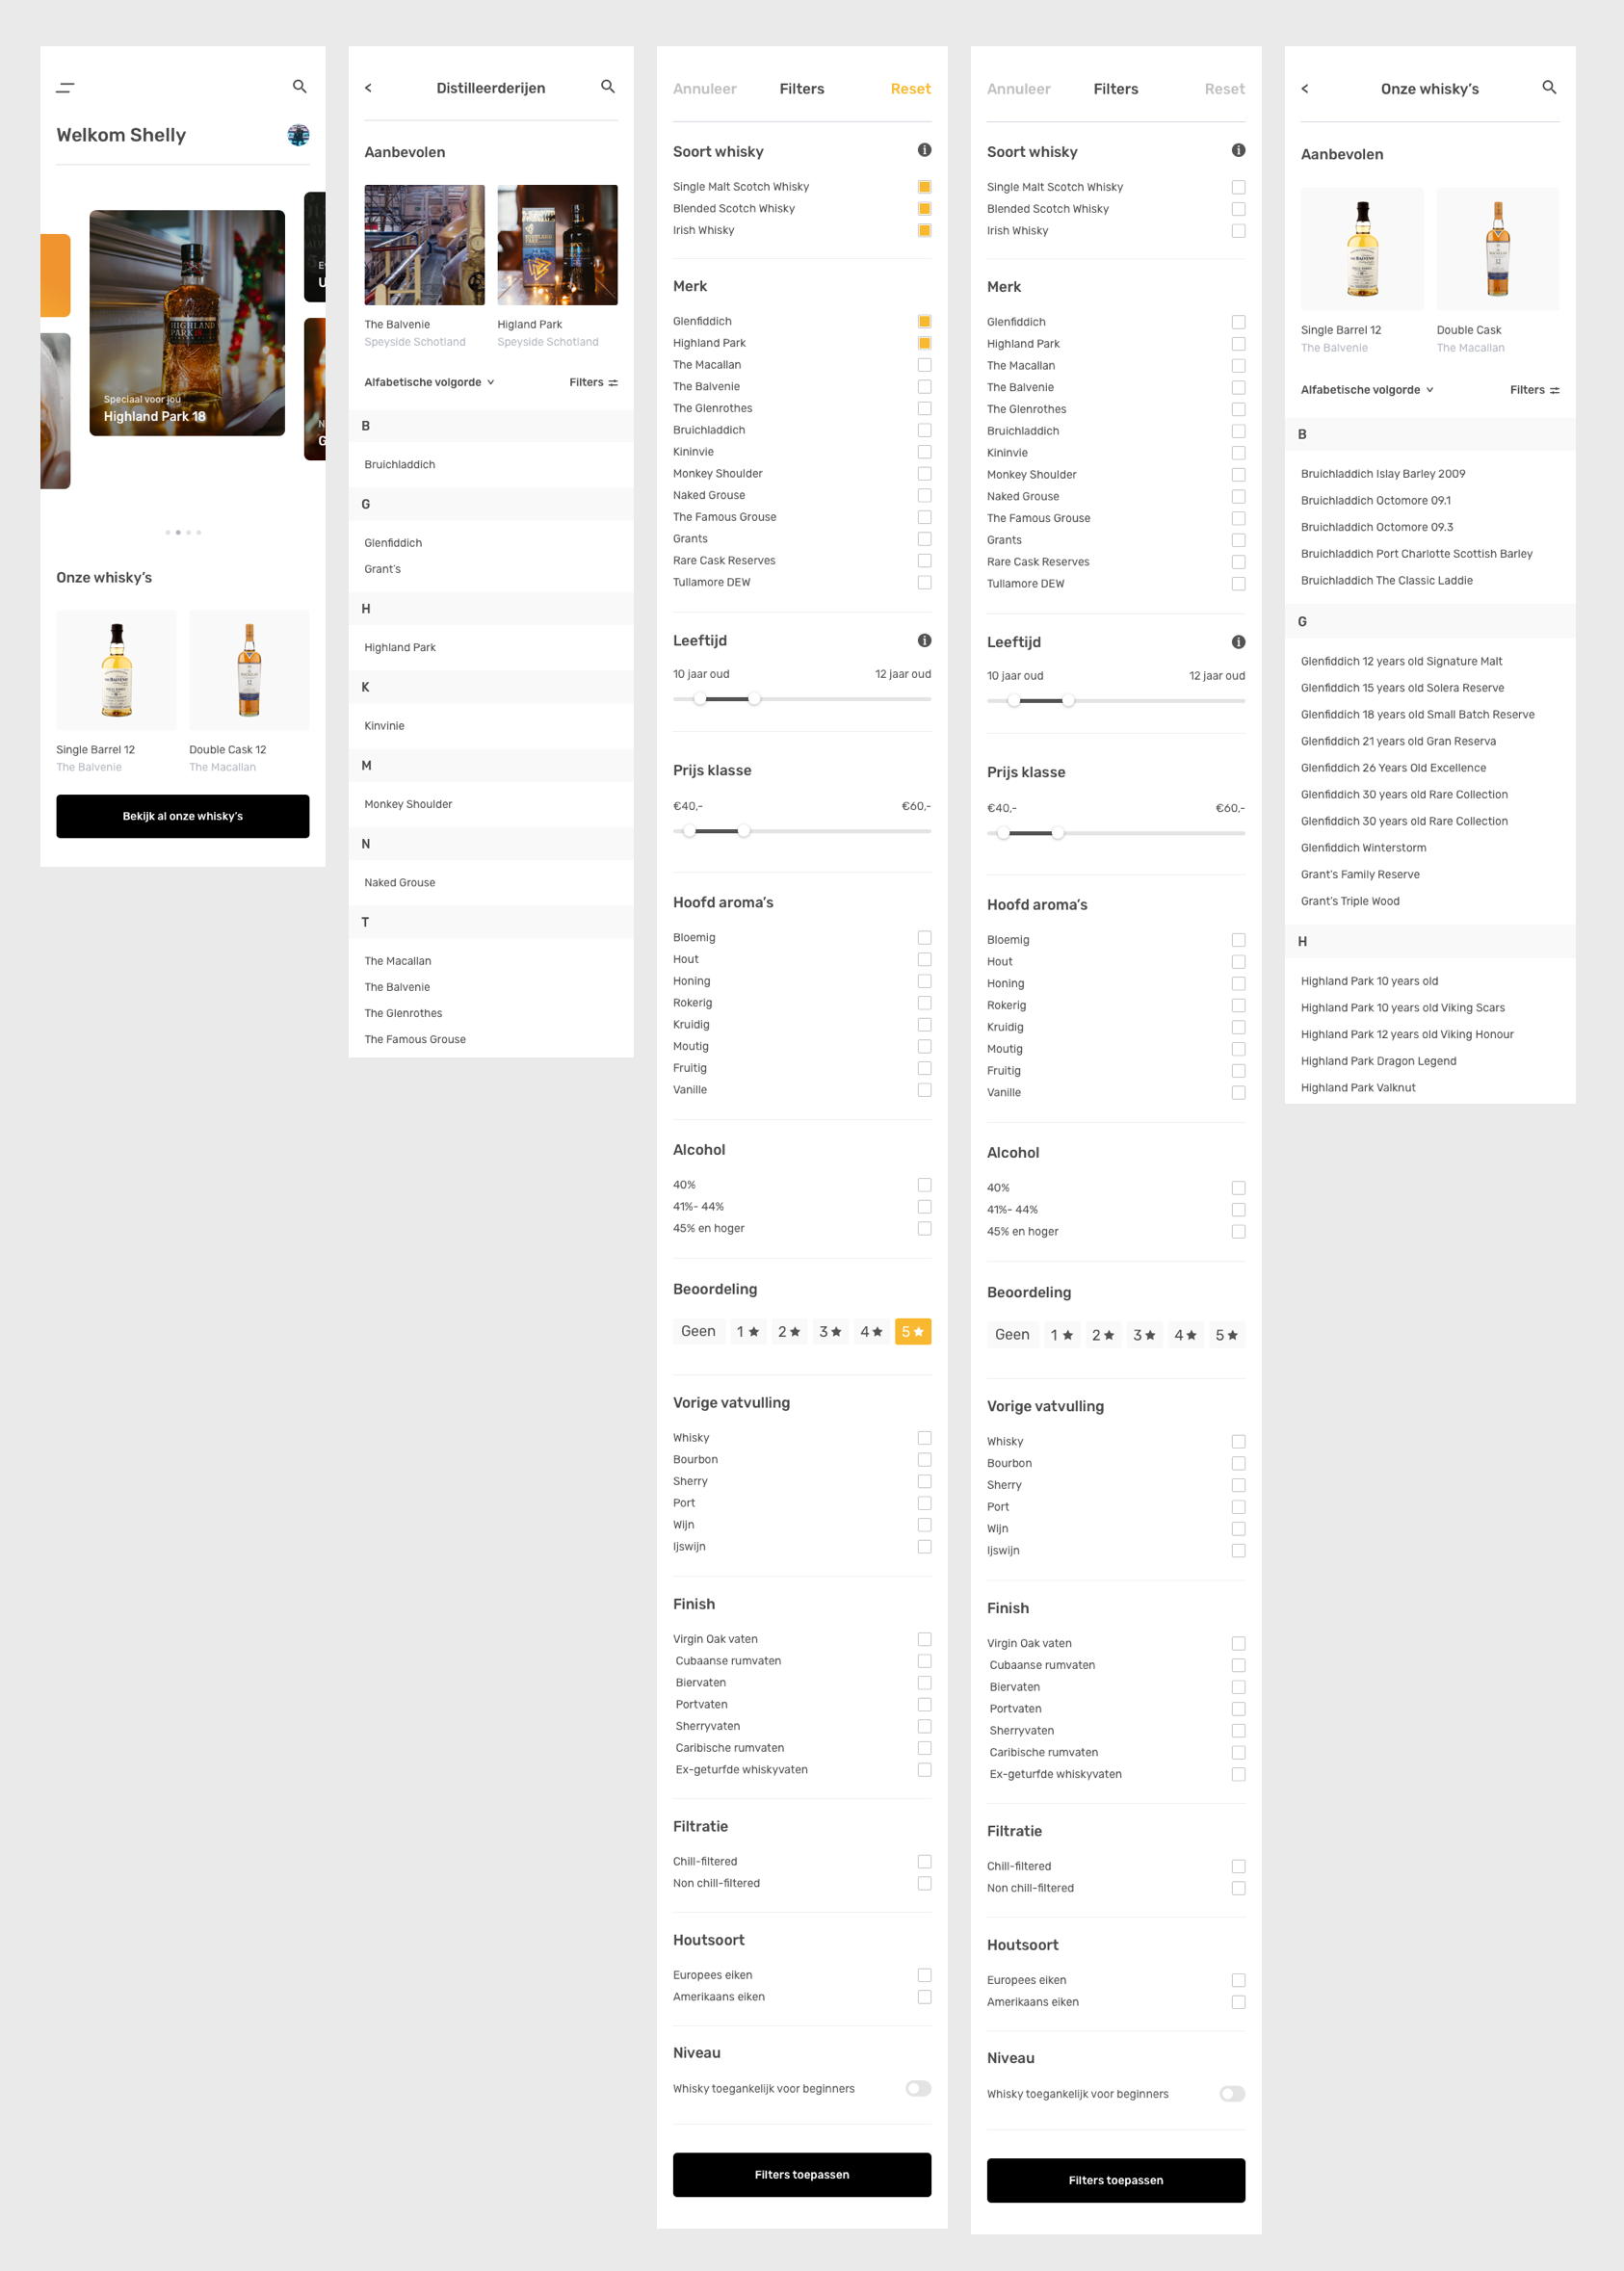 Welkom Shelly
Speciaal voor jou
Highland Park 18
HIGHLAND
PARK
Onze whisky's
Single Barrel 12
The Balvenie
Double Cask 12
The Macallan
Bekijk al onze whisky's
<
Distilleerderijen
Aanbevolen
The Balvenie
Speyside Schotland
Higland Park
Speyside Schotland
Alfabetische volgorde
Filters
B
Bruichladdich
G
Glenfiddich
Grant's
H
Highland Park
K
Kinvinie
M
Monkey Shoulder
N
Naked Grouse
T
The Macallan
The Balvenie
The Glenrothes
The Famous Grouse
Annuleer
Filters
Reset
Soort whisky
Single Malt Scotch Whisky
Blended Scotch Whisky
Irish Whisky
Merk
Glenfiddich
Highland Park
The Macallan
The Balvenie
The Glenrothes
Bruichladdich
Kininvie
Monkey Shoulder
Naked Grouse
The Famous Grouse
Grants
Rare Cask Reserves
Tullamore DEW
Leeftijd
10 jaar oud
12 jaar oud
Prijs klasse
€40,-
€60,-
Hoofd aroma's
Bloemig
Hout
Honing
Rokerig
Kruidig
Moutig
Fruitig
Vanille
Alcohol
40%
41%- 44%
45% en hoger
Beoordeling
Geen 1 2 3 4 5
Vorige vatvulling
Whisky
Bourbon
Sherry
Port
Wijn
Ijswijn
Finish
Virgin Oak vaten
Cubaanse rumvaten
Biervaten
Portvaten
Sherryvaten
Caribische rumvaten
Ex-geturfde whiskyvaten
Filtratie
Chill-filtered
Non chill-filtered
Houtsoort
Europees eiken
Amerikaans eiken
Niveau
Whisky toegankelijk voor beginners
Filters toepassen
Annuleer
Filters
Reset
Soort whisky
Single Malt Scotch Whisky
Blended Scotch Whisky
Irish Whisky
Merk
Glenfiddich
Highland Park
The Macallan
The Balvenie
The Glenrothes
Bruichladdich
Kininvie
Monkey Shoulder
Naked Grouse
The Famous Grouse
Grants
Rare Cask Reserves
Tullamore DEW
Leeftijd
10 jaar oud
12 jaar oud
Prijs klasse
€40,-
€60,-
Hoofd aroma's
Bloemig
Hout
Honing
Rokerig
Kruidig
Moutig
Fruitig
Vanille
Alcohol
40%
41%- 44%
45% en hoger
Beoordeling
Geen 1 2 3 4 5
Vorige vatvulling
Whisky
Bourbon
Sherry
Port
Wijn
Ijswijn
Finish
Virgin Oak vaten
Cubaanse rumvaten
Biervaten
Portvaten
Sherryvaten
Caribische rumvaten
Ex-geturfde whiskyvaten
Filtratie
Chill-filtered
Non chill-filtered
Houtsoort
Europees eiken
Amerikaans eiken
Niveau
Whisky toegankelijk voor beginners
Filters toepassen
<
Onze whisky's
Aanbevolen
Single Barrel 12
The Balvenie
Double Cask
The Macallan
Alfabetische volgorde
Filters
B
Bruichladdich Islay Barley 2009
Bruichladdich Octomore 09.1
Bruichladdich Octomore 09.3
Bruichladdich Port Charlotte Scottish Barley
Bruichladdich The Classic Laddie
G
Glenfiddich 12 years old Signature Malt
Glenfiddich 15 years old Solera Reserve
Glenfiddich 18 years old Small Batch Reserve
Glenfiddich 21 years old Gran Reserva
Glenfiddich 26 Years Old Excellence
Glenfiddich 30 years old Rare Collection
Glenfiddich 30 years old Rare Collection
Glenfiddich Winterstorm
Grant's Family Reserve
Grant's Triple Wood
H
Highland Park 10 years old
Highland Park 10 years old Viking Scars
Highland Park 12 years old Viking Honour
Highland Park Dragon Legend
Highland Park Valknut